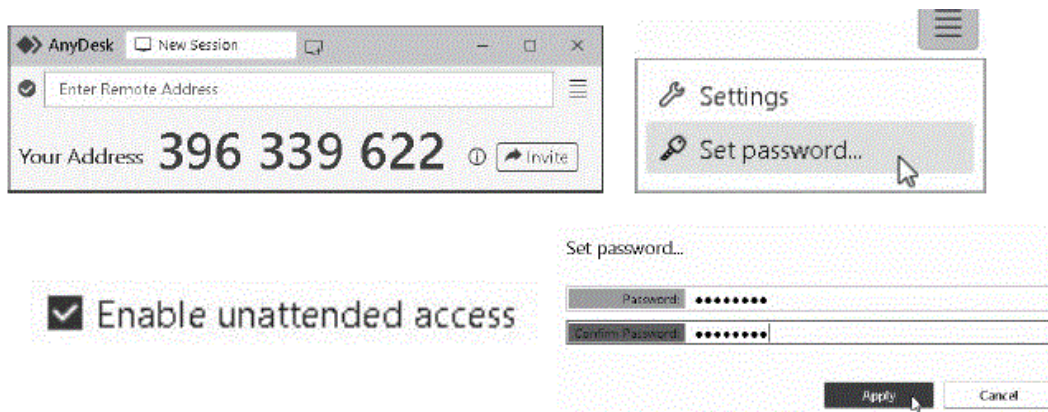 AnyDesk New Session
Enter Remote Address
Your Address 396 339 622 Invite
Settings
Set password...
Enable unattended access
Set password...
Password:
Confirm Password:
Apply Cancel